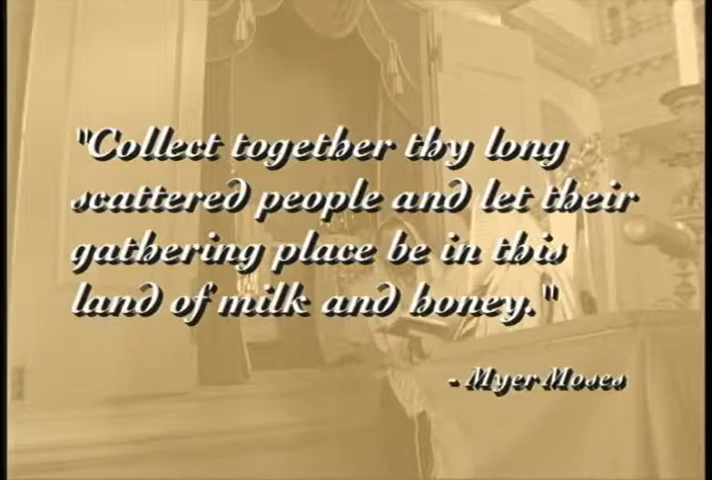 "Collect together thy long
scattered people and let their
gathering place be in this
land of milk and honey."
- Myer Moses